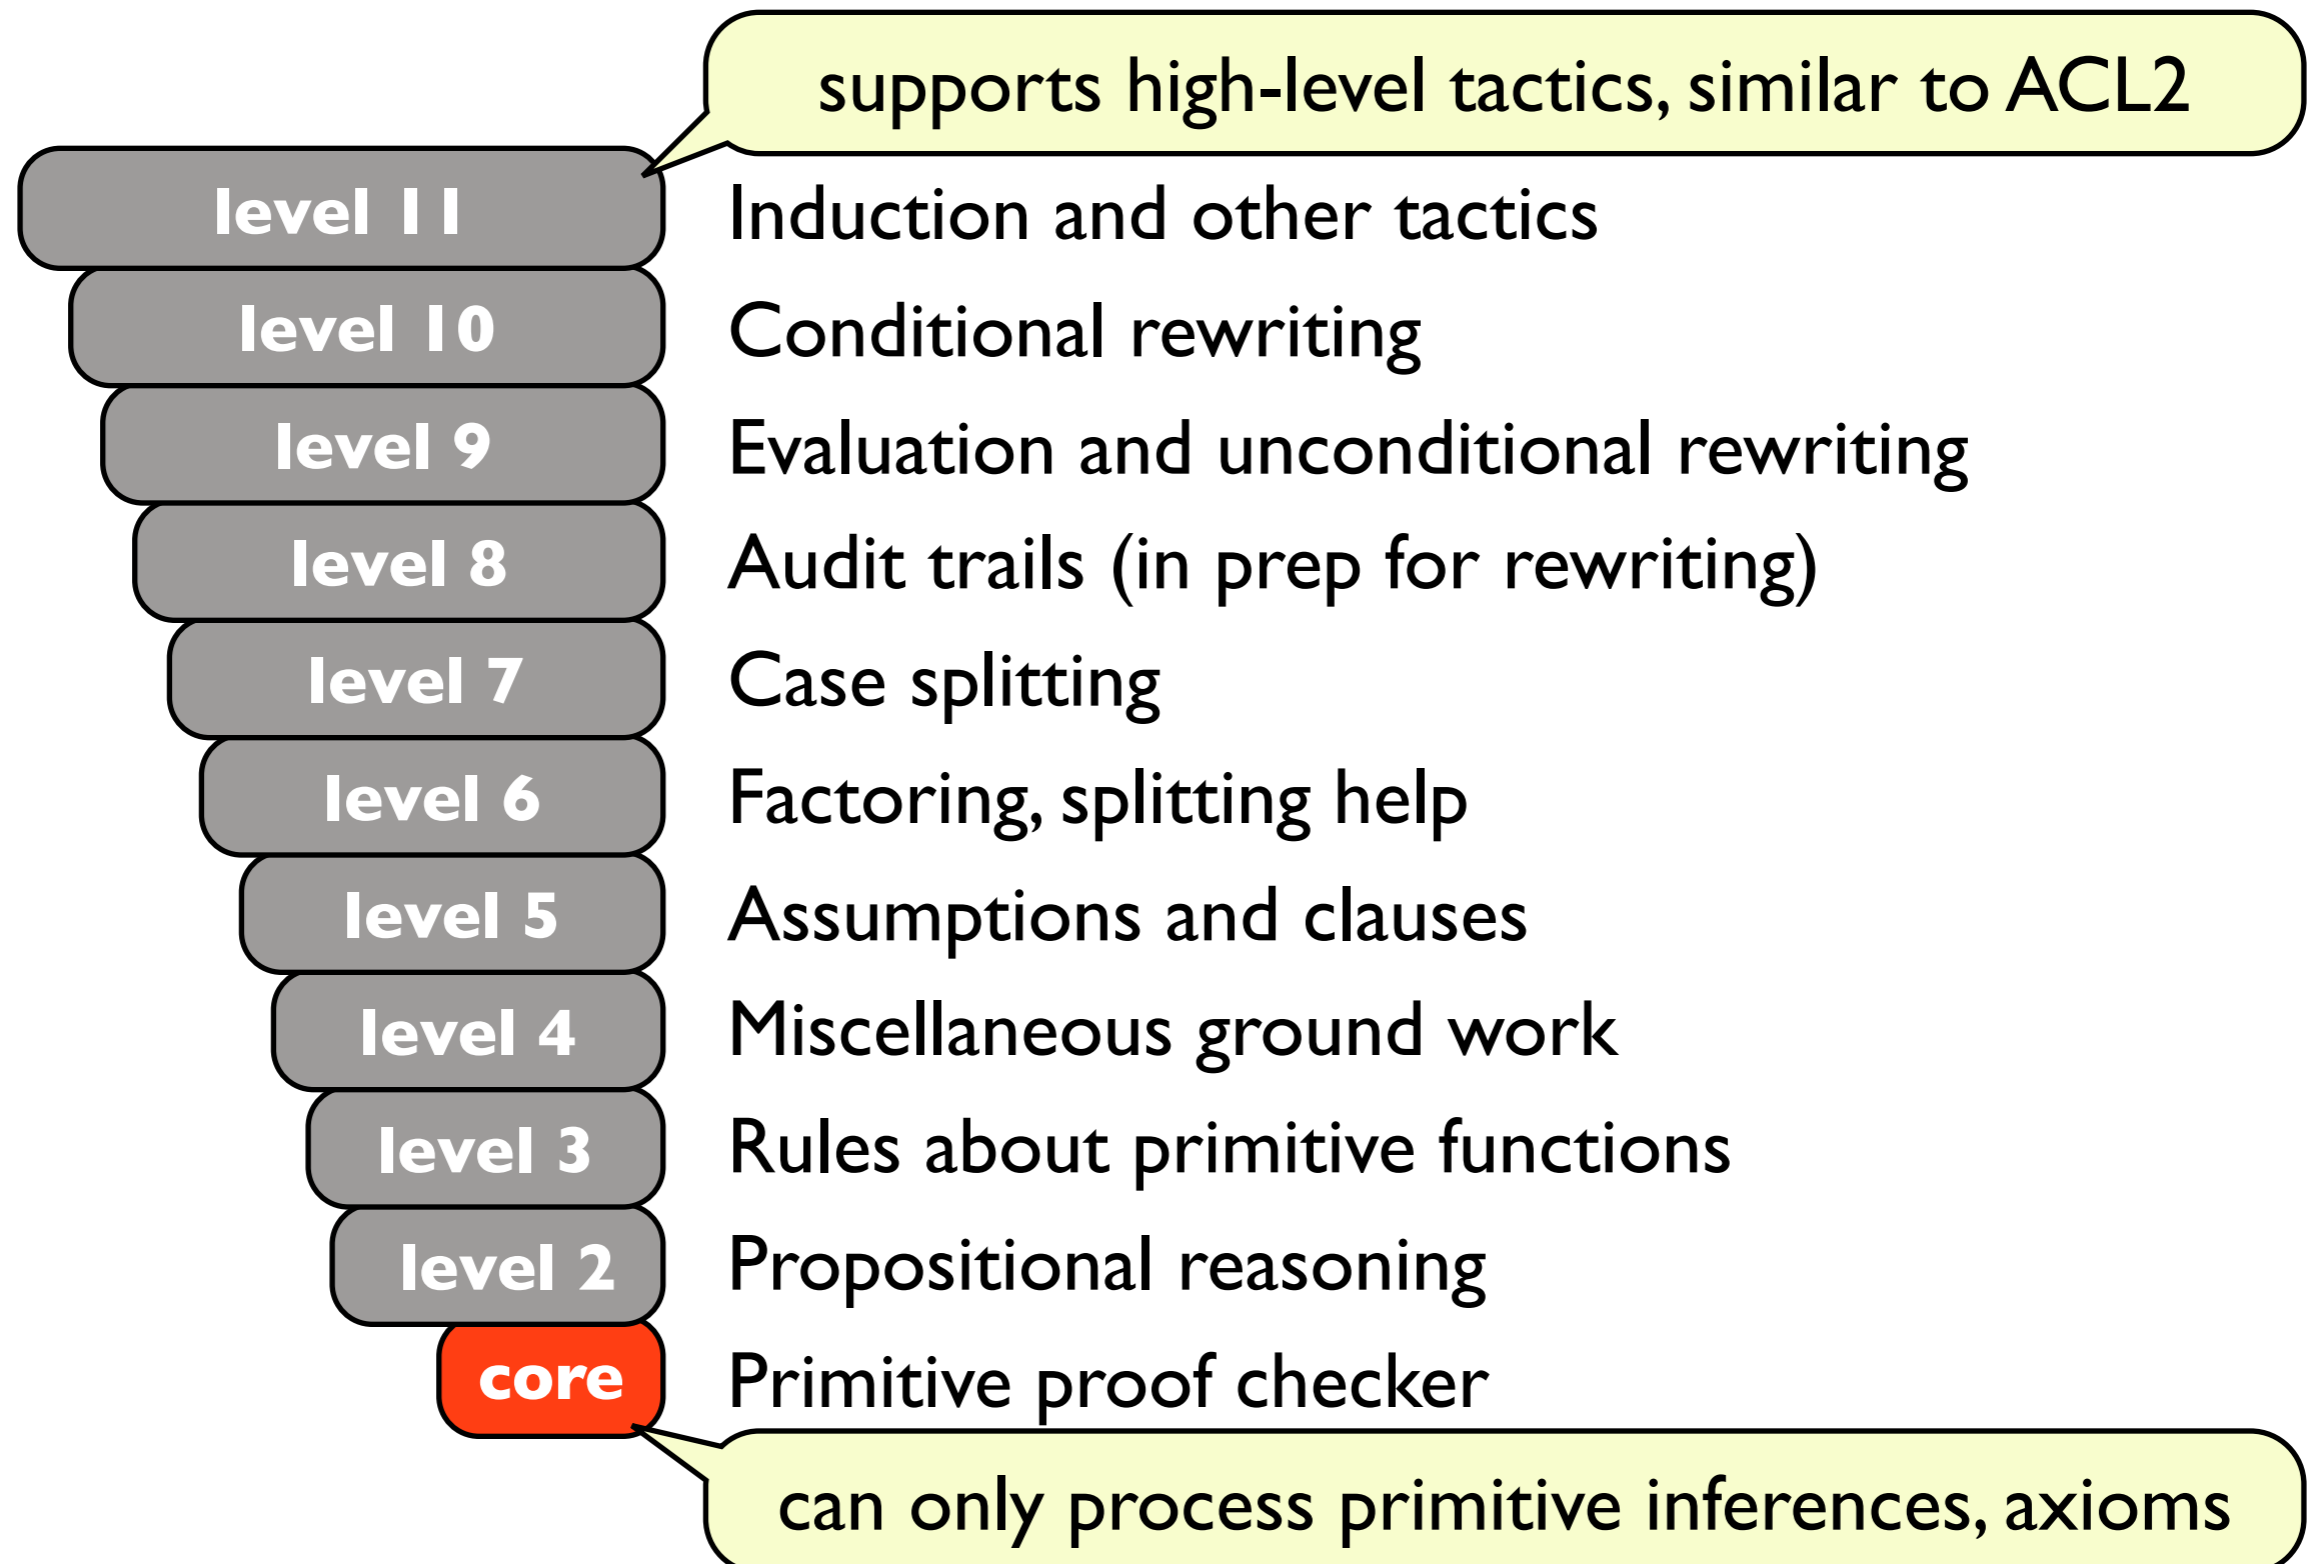 supports high-level tactics, similar to ACL2
level 11 Induction and other tactics
level 10 Conditional rewriting
level 9 Evaluation and unconditional rewriting
level 8 Audit trails (in prep for rewriting)
level 7 Case splitting
level 6 Factoring, splitting help
level 5 Assumptions and clauses
level 4 Miscellaneous ground work
level 3 Rules about primitive functions
level 2 Propositional reasoning
core Primitive proof checker
can only process primitive inferences, axioms